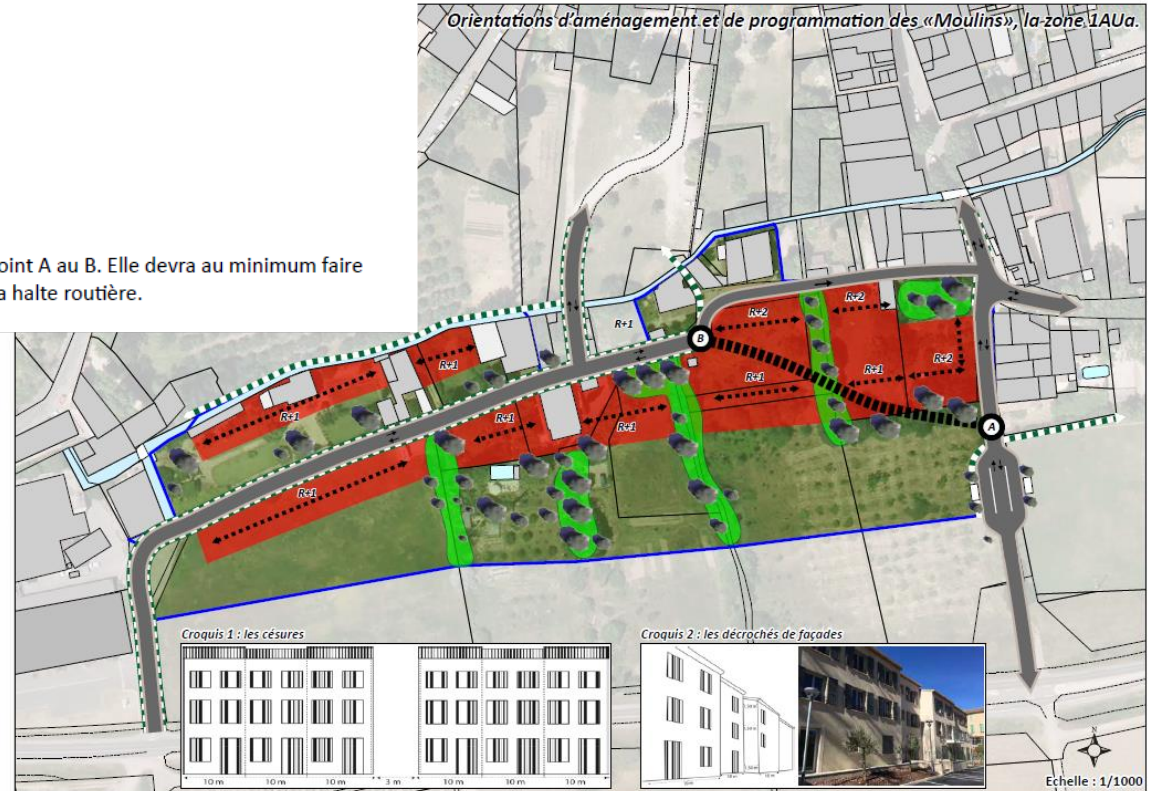 Orientations d'aménagement et de programmation des «Moulins», la zone 1AUa.
oint A au B. Elle devra au minimum faire
a halte routière.
R+2
R+2
R+1
B
R+2
R+1
R+1
R+1
R+1
R+1
R+1
A
R+1
Croquis 1 : les césures
10 m 10 m 10 m 3 m 10 m 10 m 10 m
Croquis 2 : les décrochés de façades
N
Echelle : 1/1000